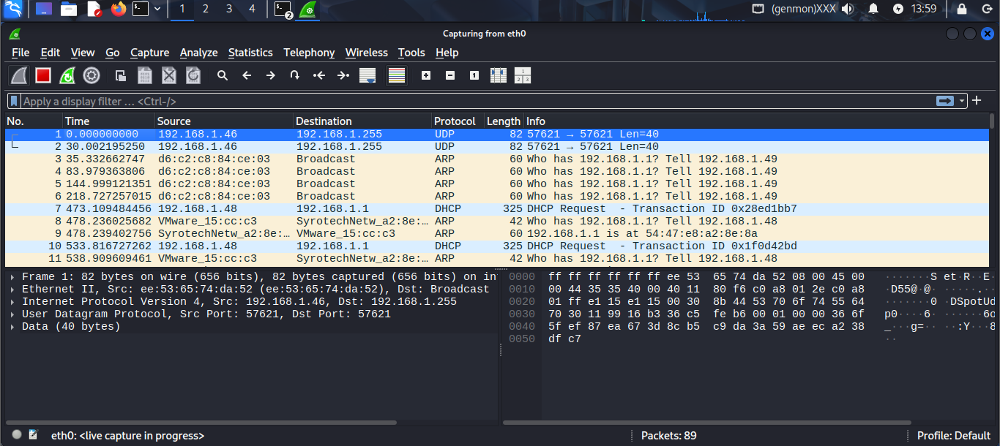 1 2 3 4 2 (genmon)XXX 13:59
Capturing from eth0
File Edit View Go Capture Analyze Statistics Telephony Wireless Tools Help
Apply a display filter ... <Ctrl-/>
No. Time Source Destination Protocol Length Info
1 0.000000000 192.168.1.46 192.168.1.255 UDP 82 57621 → 57621 Len=40
2 30.002195250 192.168.1.46 192.168.1.255 UDP 82 57621 → 57621 Len=40
3 35.332662747 d6:c2:c8:84:ce:03 Broadcast ARP 60 Who has 192.168.1.1? Tell 192.168.1.49
4 83.979363806 d6:c2:c8:84:ce:03 Broadcast ARP 60 Who has 192.168.1.1? Tell 192.168.1.49
5 144.999121351 d6:c2:c8:84:ce:03 Broadcast ARP 60 Who has 192.168.1.1? Tell 192.168.1.49
6 218.727257015 d6:c2:c8:84:ce:03 Broadcast ARP 60 Who has 192.168.1.1? Tell 192.168.1.49
7 473.109484456 192.168.1.48 192.168.1.1 DHCP 325 DHCP Request - Transaction ID 0x28ed1bb7
8 478.236025682 VMware_15:cc:c3 SyrotechNetw_a2:8e:… ARP 42 Who has 192.168.1.1? Tell 192.168.1.48
9 478.239402756 SyrotechNetw_a2:8e:… VMware_15:cc:c3 ARP 60 192.168.1.1 is at 54:47:e8:a2:8e:8a
10 533.816727262 192.168.1.48 192.168.1.1 DHCP 325 DHCP Request - Transaction ID 0x1f0d42bd
11 538.909609461 VMware_15:cc:c3 SyrotechNetw_a2:8e:… ARP 42 Who has 192.168.1.1? Tell 192.168.1.48
Frame 1: 82 bytes on wire (656 bits), 82 bytes captured (656 bits) on in
Ethernet II, Src: ee:53:65:74:da:52 (ee:53:65:74:da:52), Dst: Broadcast
Internet Protocol Version 4, Src: 192.168.1.46, Dst: 192.168.1.255
User Datagram Protocol, Src Port: 57621, Dst Port: 57621
Data (40 bytes)
0000 ff ff ff ff ff ff ee 53 65 74 da 52 08 00 45 00 ·······S et·R··E·
0010 00 44 35 35 40 00 40 11 80 f6 c0 a8 01 2e c0 a8 ·D55@·@· ·····.··
0020 01 ff e1 15 e1 15 00 30 8b 44 53 70 6f 74 55 64 ·······0 ·DSpotUd
0030 70 30 11 99 16 b3 36 c5 fe b6 00 01 00 00 36 6f p0····6· ······6o
0040 5f ef 87 ea 67 3d 8c b5 c9 da 3a 59 ae ec a2 38 _···g=·· ··:Y···8
0050 df c7 ··
eth0: <live capture in progress> Packets: 89 Profile: Default